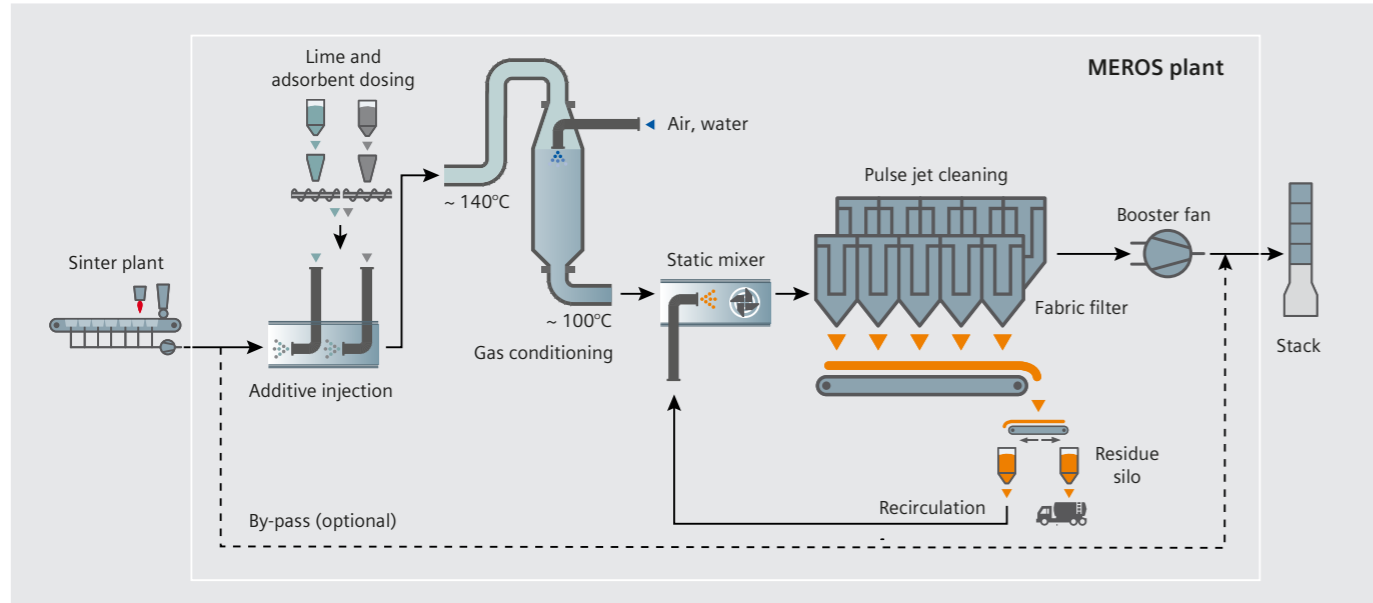 Lime and
adsorbent dosing
MEROS plant
Air, water
Pulse jet cleaning
~ 140°C
Booster fan
Sinter plant
Static mixer
Fabric filter
~ 100°C
Gas conditioning
Stack
Additive injection
Residue
silo
Recirculation
By-pass (optional)